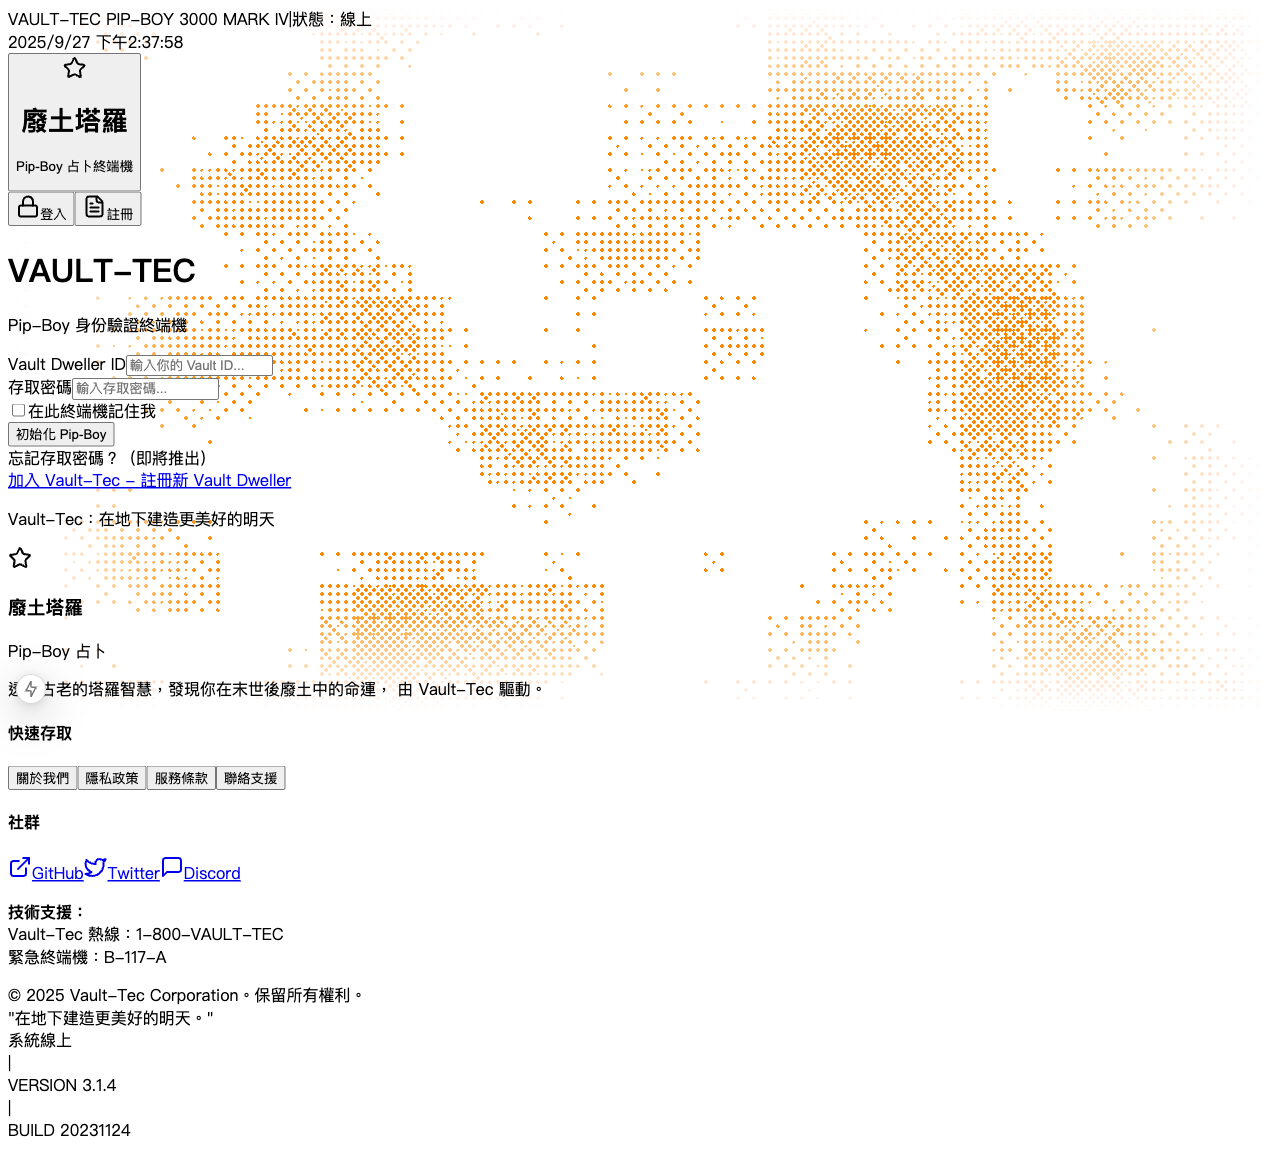 VAULT-TEC PIP-BOY 3000 MARK IV|狀態：線上
2025/9/27 下午2:37:58
廢土塔羅
Pip-Boy 占卜終端機
登入 註冊
VAULT-TEC
Pip-Boy 身份驗證終端機
Vault Dweller ID 輸入你的 Vault ID...
存取密碼 輸入存取密碼...
在此終端機記住我
初始化 Pip-Boy
忘記存取密碼？（即將推出）
加入 Vault-Tec - 註冊新 Vault Dweller
Vault-Tec：在地下建造更美好的明天
廢土塔羅
Pip-Boy 占卜
古老的塔羅智慧，發現你在末世後廢土中的命運， 由 Vault-Tec 驅動。
快速存取
關於我們 隱私政策 服務條款 聯絡支援
社群
GitHub Twitter Discord
技術支援：
Vault-Tec 熱線：1-800-VAULT-TEC
緊急終端機：B-117-A
© 2025 Vault-Tec Corporation。保留所有權利。
"在地下建造更美好的明天。"
系統線上
|
VERSION 3.1.4
|
BUILD 20231124